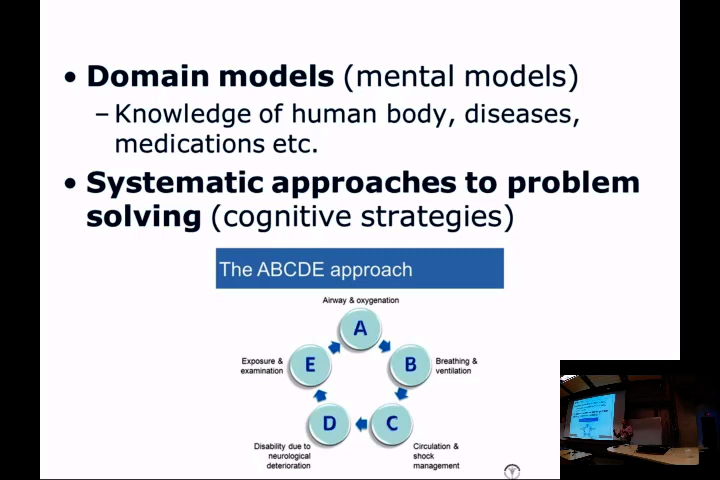 • Domain models (mental models)
– Knowledge of human body, diseases,
medications etc.
• Systematic approaches to problem
solving (cognitive strategies)
The ABCDE approach
Airway & oxygenation
A
Exposure &
examination
E
B
Breathing &
ventilation
D
C
Disability due to
neurological
deterioration
Circulation &
shock
management